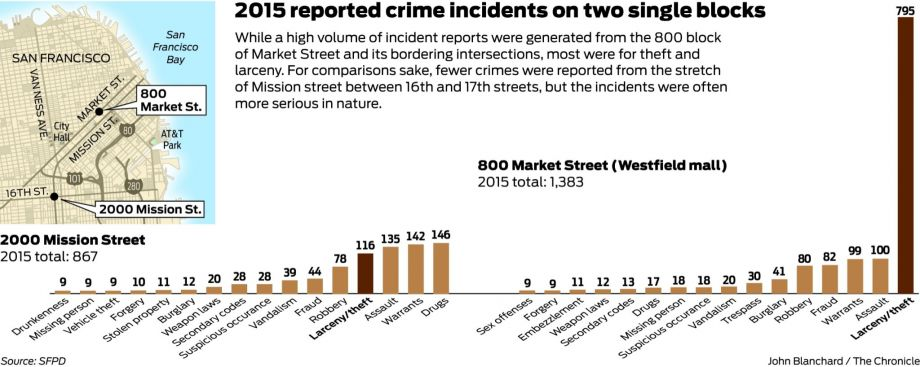 2015 reported crime incidents on two single blocks
While a high volume of incident reports were generated from the 800 block
of Market Street and its bordering intersections, most were for theft and
larceny. For comparisons sake, fewer crimes were reported from the stretch
of Mission street between 16th and 17th streets, but the incidents were often
more serious in nature.
San
Francisco
Bay
SAN FRANCISCO
VAN NESS AVE.
MARKET ST.
800
Market St.
City
Hall
MISSION ST.
80
AT&T
Park
101
280
16TH ST.
2000 Mission St.
2000 Mission Street
2015 total: 867
9
9
9
10
11
12
20
28
28
39
44
78
116
135
142
146
Drunkenness
Missing person
Vehicle theft
Forgery
Stolen property
Burglary
Weapon laws
Secondary codes
Suspicious occurance
Vandalism
Fraud
Robbery
Larceny/theft
Assault
Warrants
Drugs
800 Market Street (Westfield mall)
2015 total: 1,383
9
9
11
12
13
17
18
18
20
30
41
80
82
99
100
795
Sex offenses
Forgery
Embezzlement
Weapon laws
Secondary codes
Drugs
Missing person
Suspicious occurance
Vandalism
Trespass
Burglary
Robbery
Fraud
Warrants
Assault
Larceny/theft
Source: SFPD
John Blanchard / The Chronicle